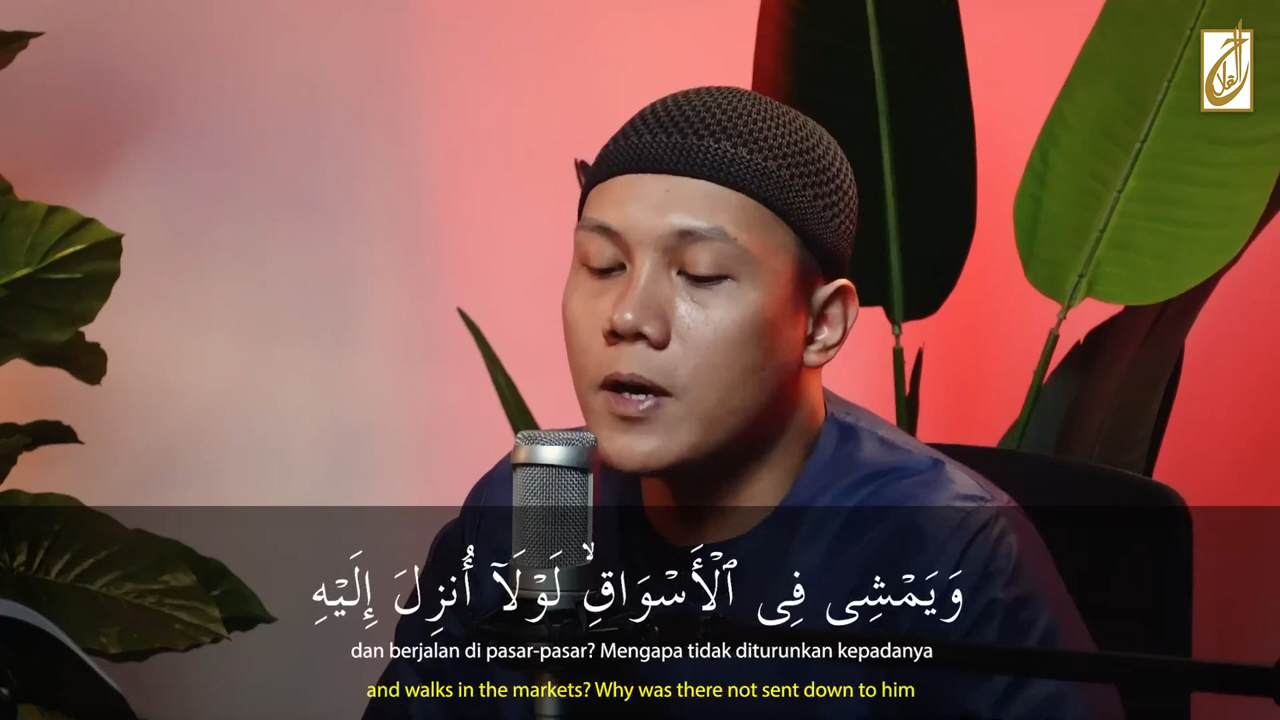 وَيَمْشِى فِى ٱلْأَسْوَاقِ ۙ لَوْلَآ أُنزِلَ إِلَيْهِ
dan berjalan di pasar-pasar? Mengapa tidak diturunkan kepadanya
and walks in the markets? Why was there not sent down to him